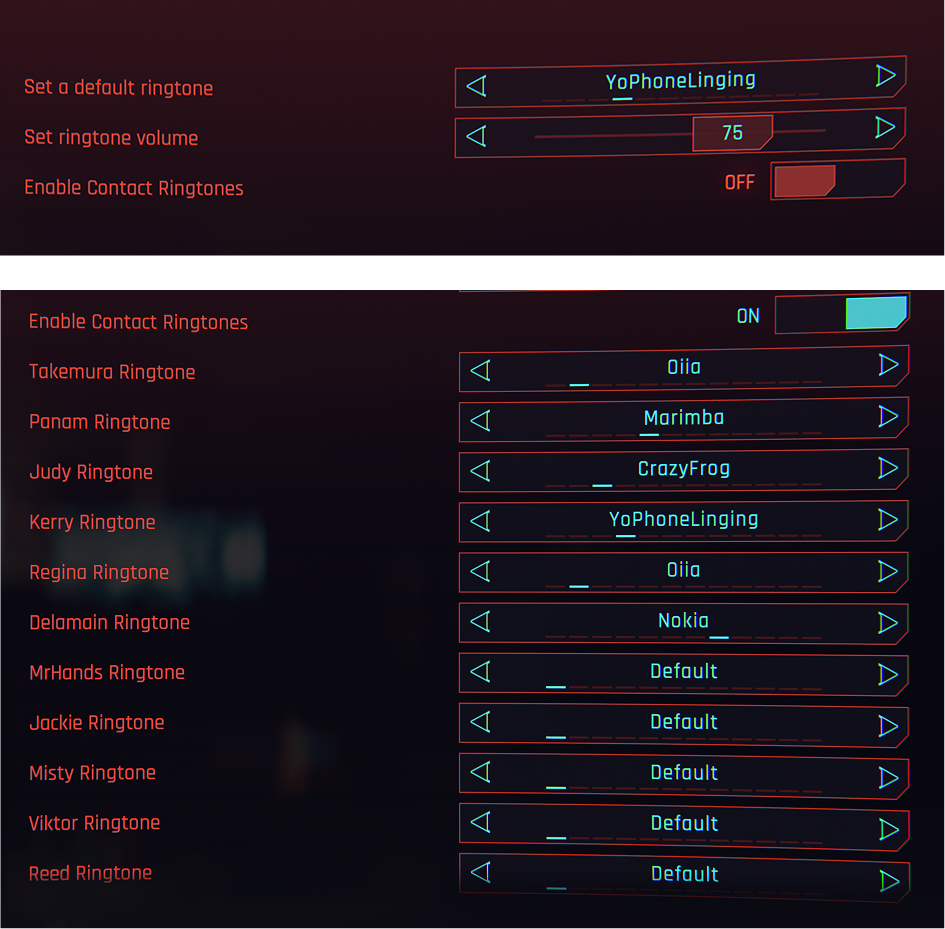 Set a default ringtone YoPhoneLinging
Set ringtone volume 75
Enable Contact Ringtones OFF
Enable Contact Ringtones ON
Takemura Ringtone Oiia
Panam Ringtone Marimba
Judy Ringtone CrazyFrog
Kerry Ringtone YoPhoneLinging
Regina Ringtone Oiia
Delamain Ringtone Nokia
MrHands Ringtone Default
Jackie Ringtone Default
Misty Ringtone Default
Viktor Ringtone Default
Reed Ringtone Default